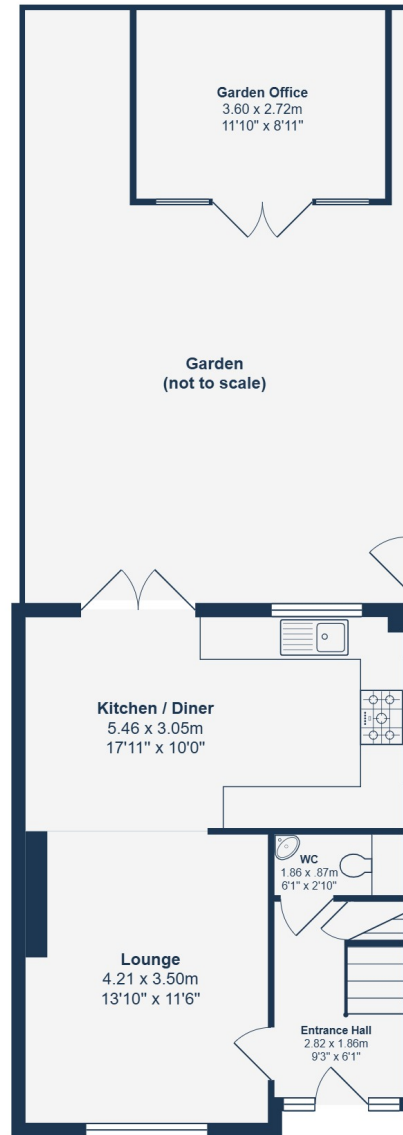 Garden Office
3.60 x 2.72m
11'10" x 8'11"
Garden
(not to scale)
Kitchen / Diner
5.46 x 3.05m
17'11" x 10'0"
WC
1.86 x .87m
6'1" x 2'10"
Lounge
4.21 x 3.50m
13'10" x 11'6"
Entrance Hall
2.82 x 1.86m
9'3" x 6'1"